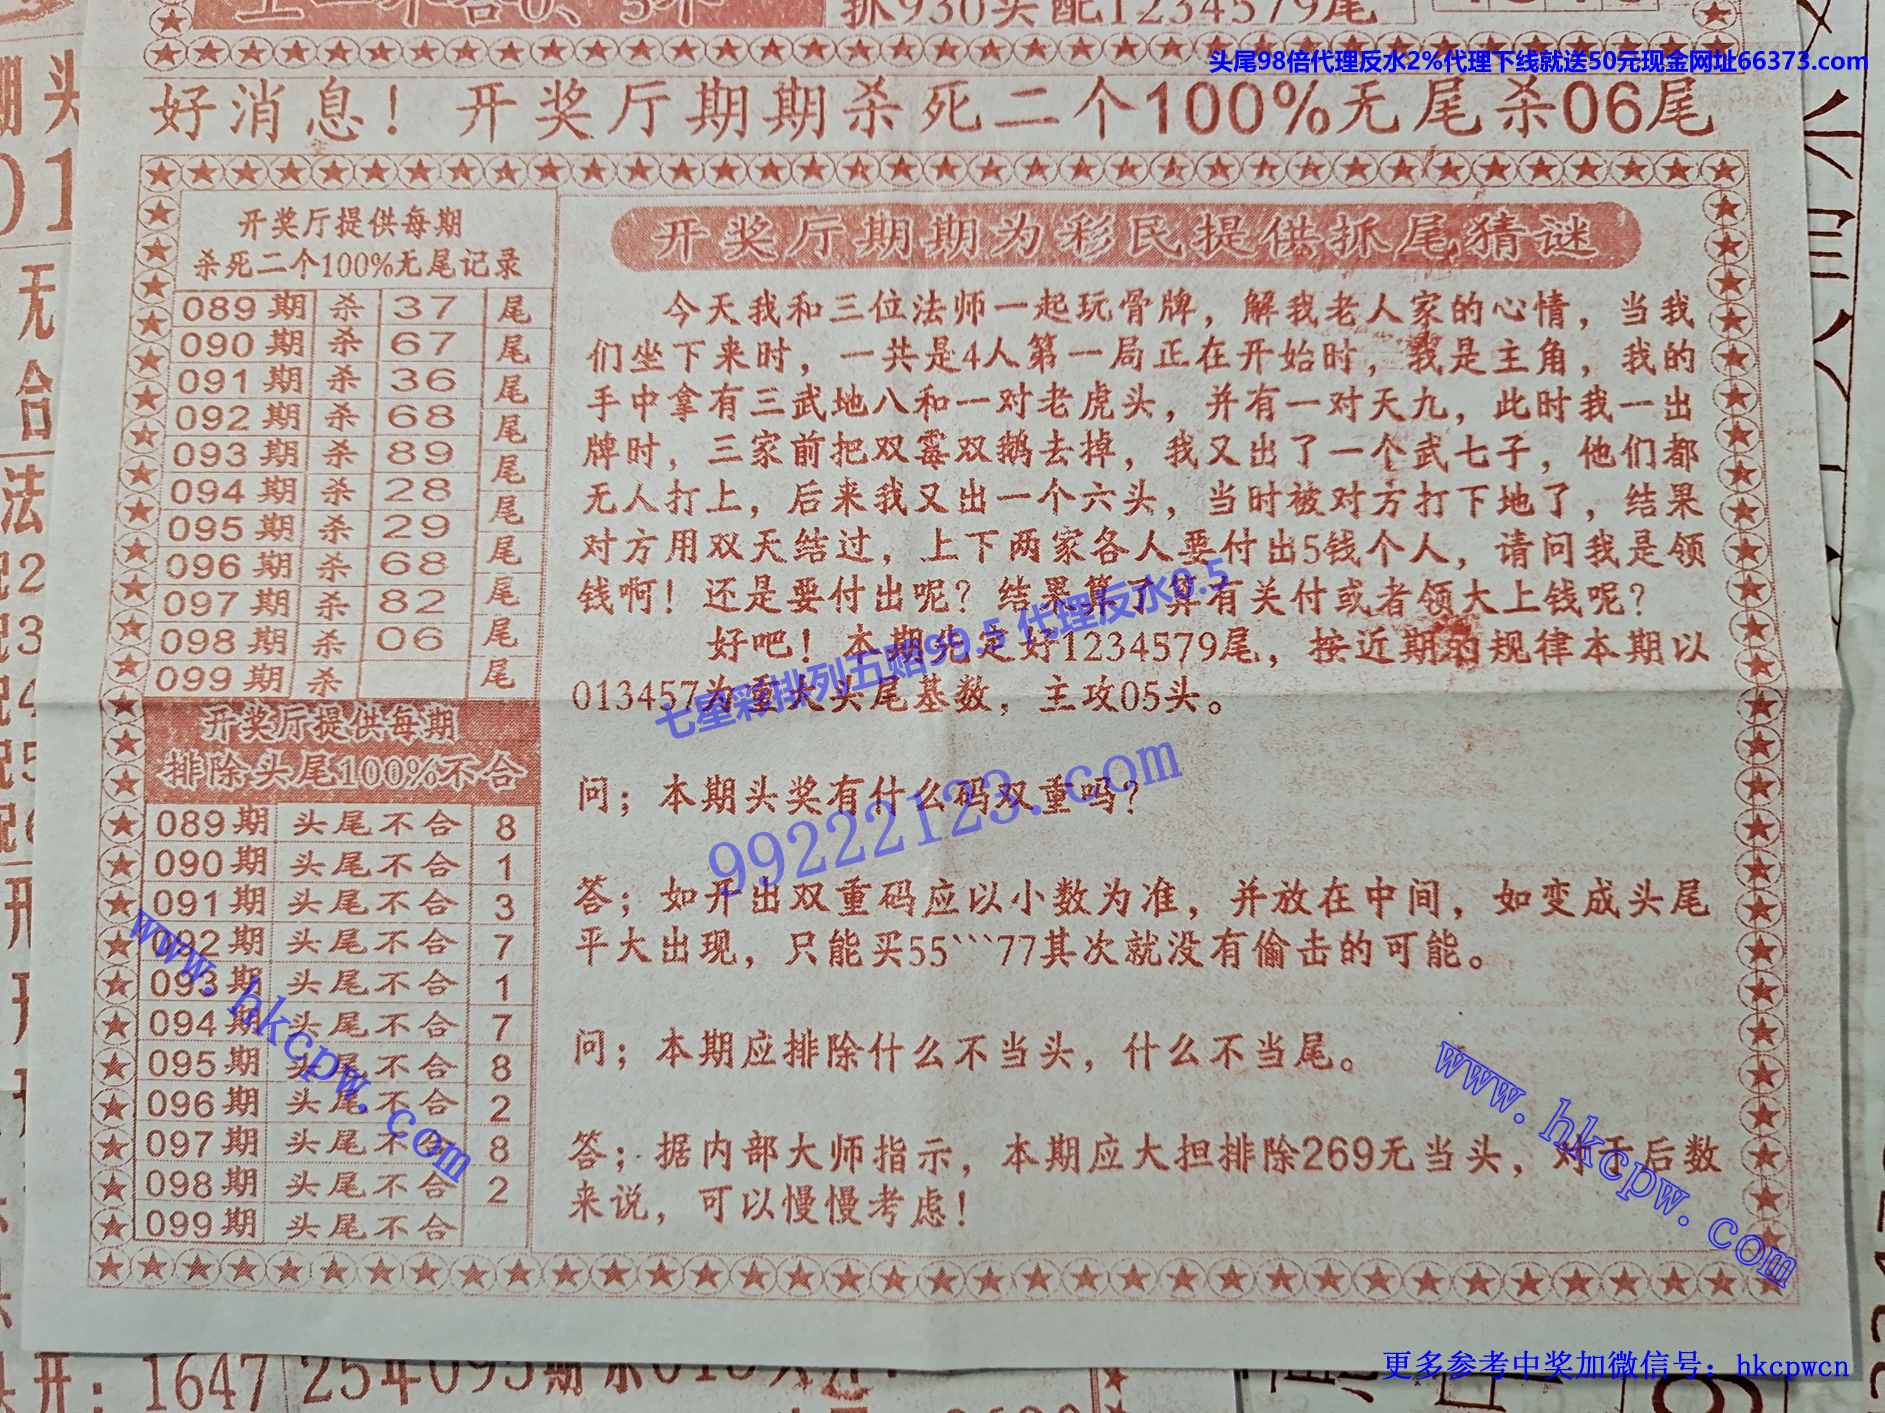 抓930头配1234579尾
头尾98倍代理反水2%代理下线就送50元现金网址66373.com
好消息！开奖厅期期杀死二个100%无尾杀06尾
开奖厅提供每期
杀死二个100%无尾记录
089期 杀 37 尾
090期 杀 67 尾
091期 杀 36 尾
092期 杀 68 尾
093期 杀 89 尾
094期 杀 28 尾
095期 杀 29 尾
096期 杀 68 尾
097期 杀 82 尾
098期 杀 06 尾
099期 杀 尾
开奖厅提供每期
排除头尾100%不合
089期 头尾不合 8
090期 头尾不合 1
091期 头尾不合 3
092期 头尾不合 7
093期 头尾不合 1
094期 头尾不合 7
095期 头尾不合 8
096期 头尾不合 2
097期 头尾不合 8
098期 头尾不合 2
099期 头尾不合
开奖厅期期为彩民提供抓尾猜谜
今天我和三位法师一起玩骨牌，解我老人家的心情，当我
们坐下来时，一共是4人第一局正在开始时，我是主角，我的
手中拿有三武地八和一对老虎头，并有一对天九，此时我一出
牌时，三家前把双霉双鹅去掉，我又出了一个武七子，他们都
无人打上，后来我又出一个六头，当时被对方打下地了，结果
对方用双天结过，上下两家各人要付出5钱个人，请问我是领
钱啊！还是要付出呢？结果算了算有关付或者领大上钱呢？
好吧！本期先定好1234579尾，按近期的规律本期以
013457为重大头尾基数，主攻05头。
问；本期头奖有什么码双重吗？
答；如开出双重码应以小数为准，并放在中间，如变成头尾
平大出现，只能买55```77其次就没有偷击的可能。
问；本期应排除什么不当头，什么不当尾。
答；据内部大师指示，本期应大担排除269无当头，对于后数
来说，可以慢慢考虑！
七星彩排列五赔99.5 代理反水0.5
99222123.com
www.hkcpw.com
www.hkcpw.com
开：1647
更多参考中奖加微信号：hkcpwcn